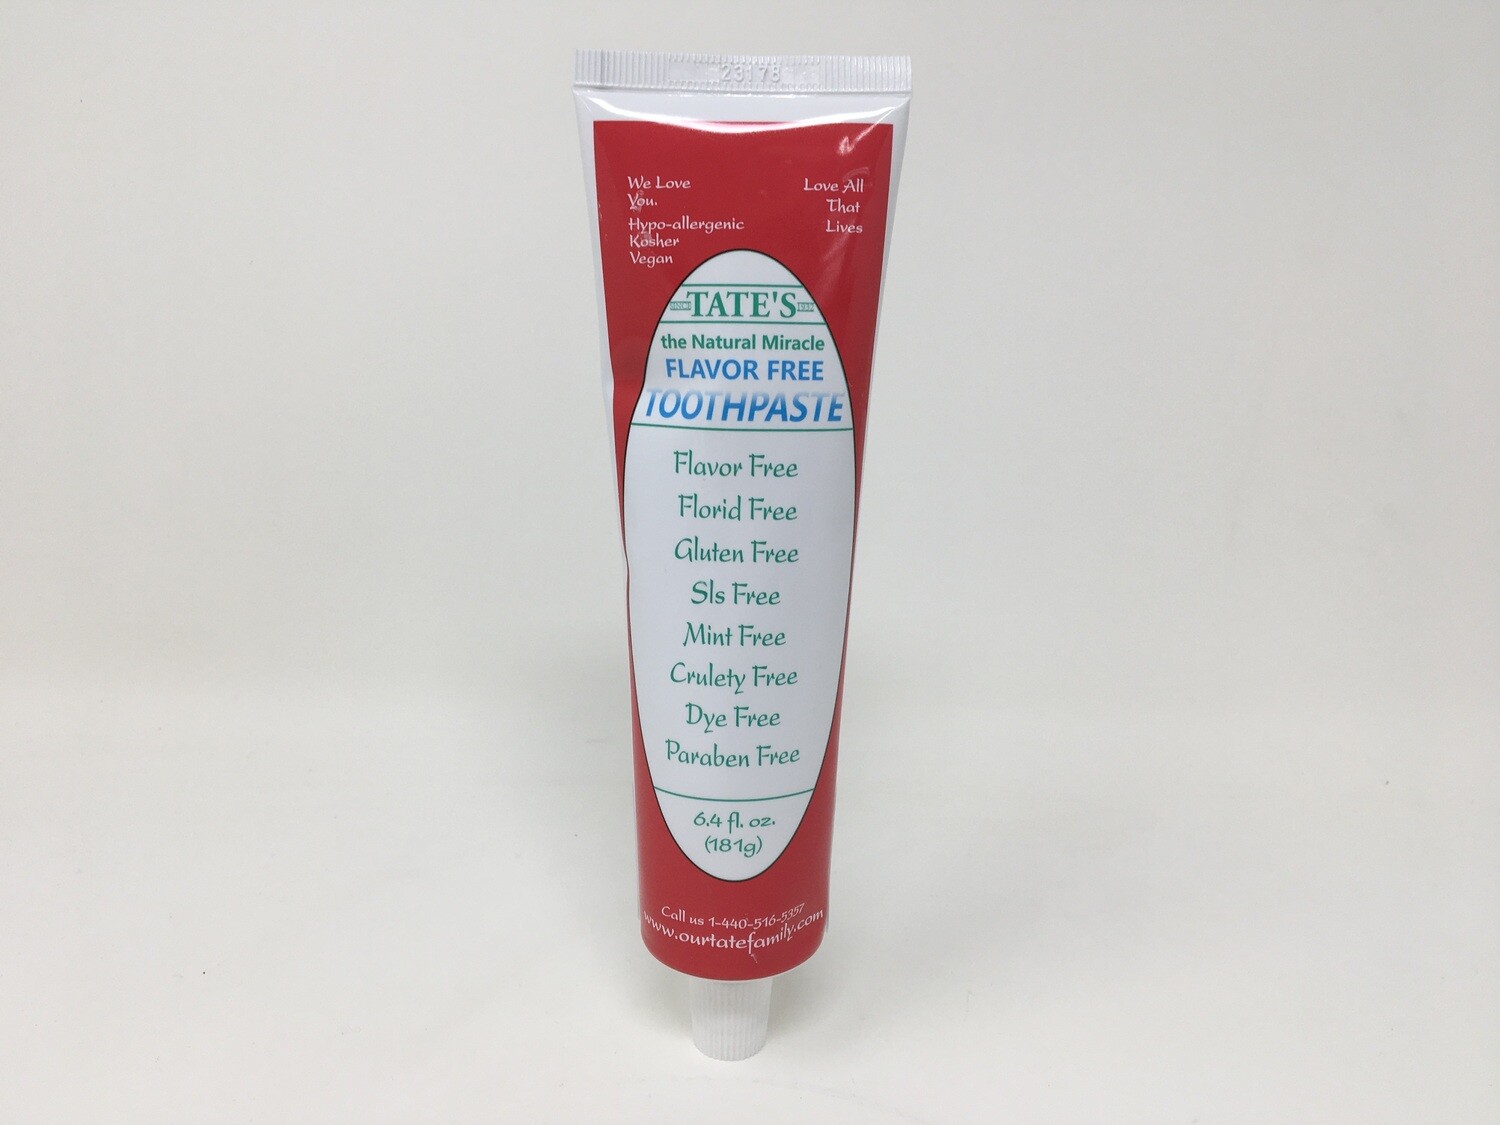 23178
We Love
You.
Hypo-allergenic
Kosher
Vegan
Love All
That
Lives
TATE'S
the Natural Miracle
FLAVOR FREE
TOOTHPASTE
Flavor Free
Florid Free
Gluten Free
Sls Free
Mint Free
Crulety Free
Dye Free
Paraben Free
6.4 fl. oz.
(181g)
Call us 1-440-516-5357
www.ourtatefamily.com